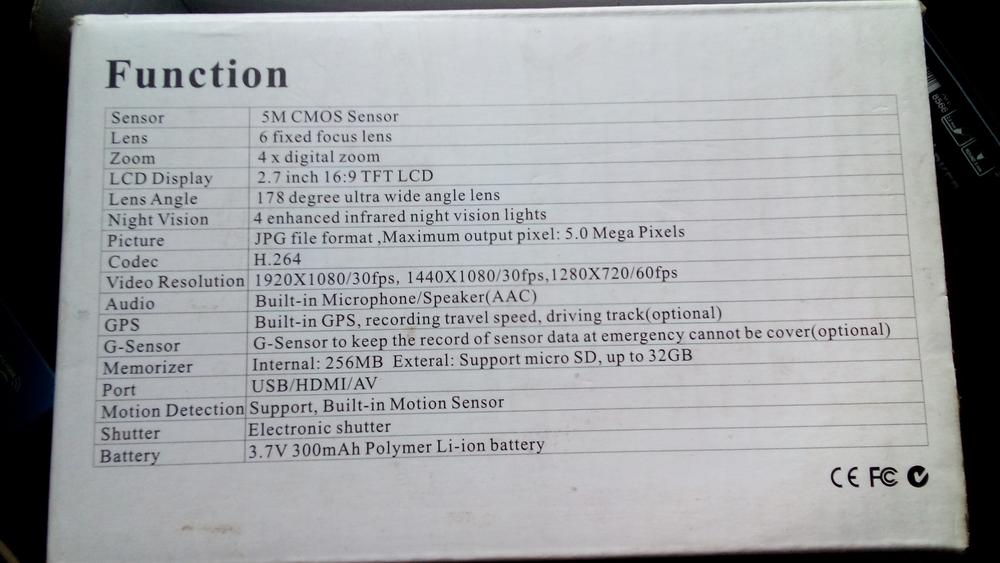 Function
Sensor 5M CMOS Sensor
Lens 6 fixed focus lens
Zoom 4 x digital zoom
LCD Display 2.7 inch 16:9 TFT LCD
Lens Angle 178 degree ultra wide angle lens
Night Vision 4 enhanced infrared night vision lights
Picture JPG file format ,Maximum output pixel: 5.0 Mega Pixels
Codec H.264
Video Resolution 1920X1080/30fps, 1440X1080/30fps,1280X720/60fps
Audio Built-in Microphone/Speaker(AAC)
GPS Built-in GPS, recording travel speed, driving track(optional)
G-Sensor G-Sensor to keep the record of sensor data at emergency cannot be cover(optional)
Memorizer Internal: 256MB Exteral: Support micro SD, up to 32GB
Port USB/HDMI/AV
Motion Detection Support, Built-in Motion Sensor
Shutter Electronic shutter
Battery 3.7V 300mAh Polymer Li-ion battery
CE FC